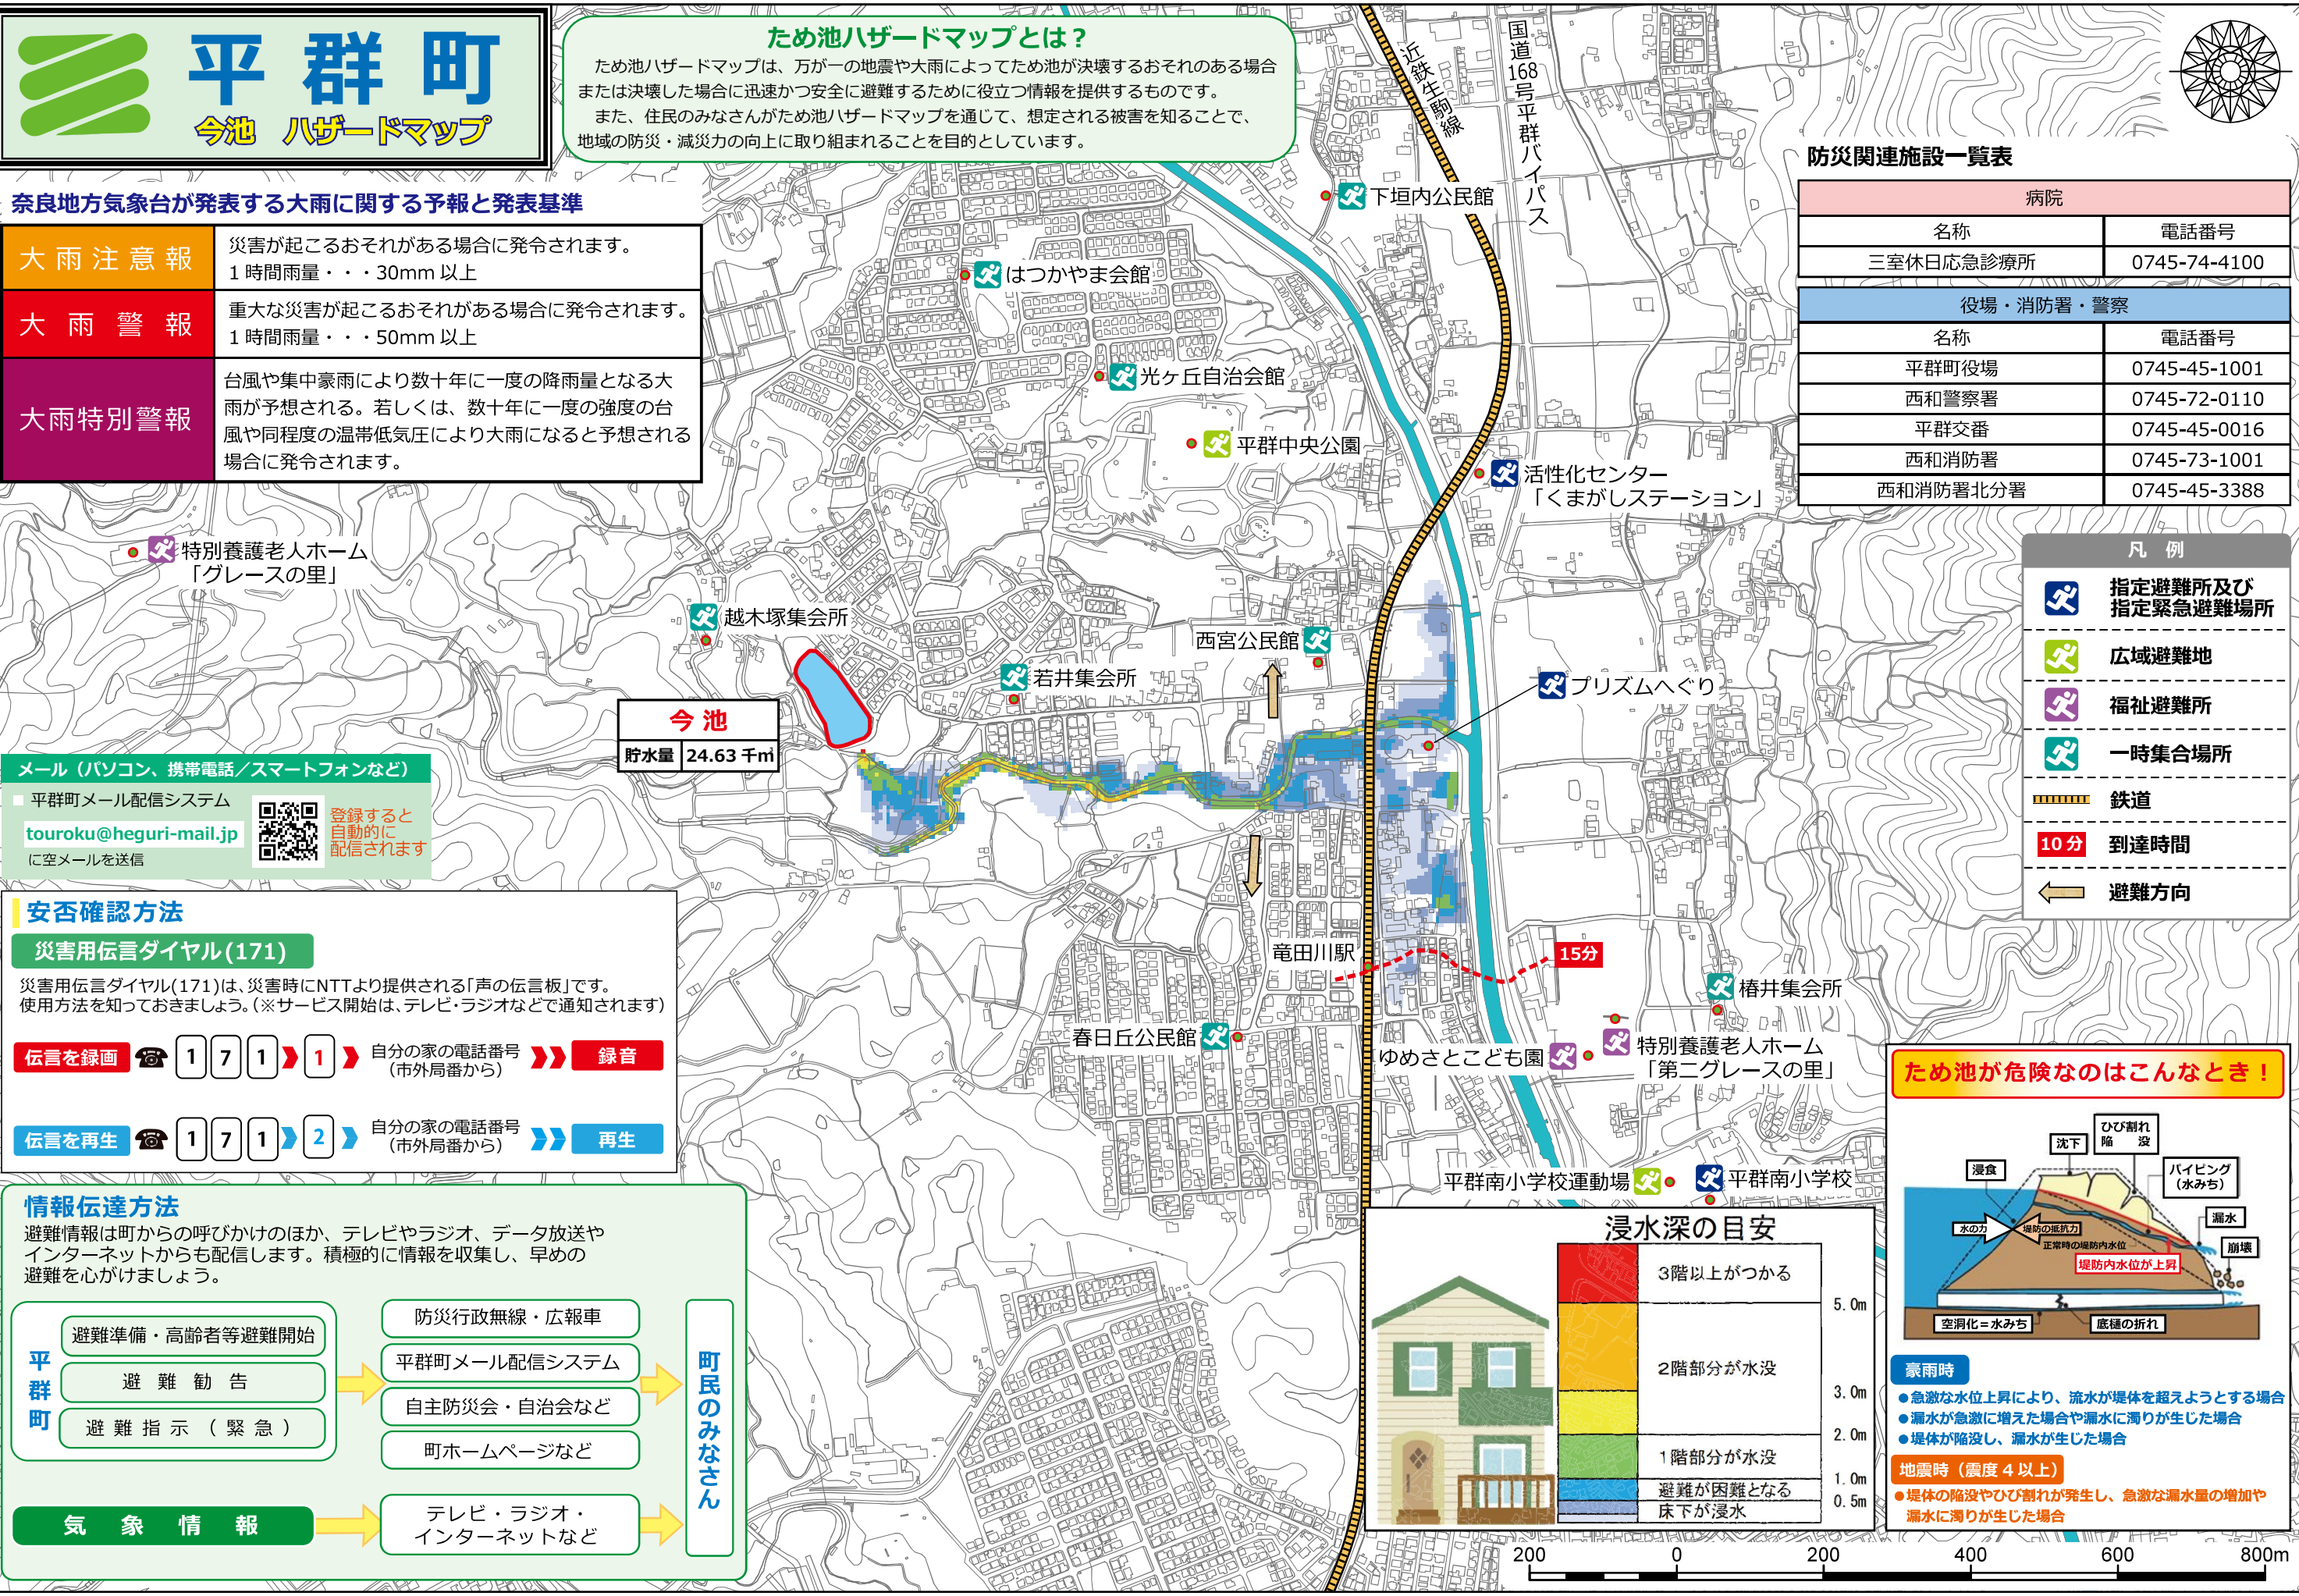 平群町
今池 ハザードマップ
ため池ハザードマップとは？
ため池ハザードマップは、万が一の地震や大雨によってため池が決壊するおそれのある場合
または決壊した場合に迅速かつ安全に避難するために役立つ情報を提供するものです。
また、住民のみなさんがため池ハザードマップを通じて、想定される被害を知ることで、
地域の防災・減災力の向上に取り組まれることを目的としています。
近鉄生駒線
国道168号平群バイパス
奈良地方気象台が発表する大雨に関する予報と発表基準
大雨注意報
災害が起こるおそれがある場合に発令されます。
1時間雨量・・・30mm 以上
大雨警報
重大な災害が起こるおそれがある場合に発令されます。
1時間雨量・・・50mm 以上
大雨特別警報
台風や集中豪雨により数十年に一度の降雨量となる大
雨が予想される。若しくは、数十年に一度の強度の台
風や同程度の温帯低気圧により大雨になると予想される
場合に発令されます。
防災関連施設一覧表
病院
名称 電話番号
三室休日応急診療所 0745-74-4100
役場・消防署・警察
名称 電話番号
平群町役場 0745-45-1001
西和警察署 0745-72-0110
平群交番 0745-45-0016
西和消防署 0745-73-1001
西和消防署北分署 0745-45-3388
下垣内公民館
はつかやま会館
光ヶ丘自治会館
平群中央公園
活性化センター
「くまがしステーション」
特別養護老人ホーム
「グレースの里」
越木塚集会所
西宮公民館
若井集会所
プリズムへぐり
今池
貯水量 24.63 千㎥
竜田川駅
15分
椿井集会所
春日丘公民館
ゆめさとこども園
特別養護老人ホーム
「第二グレースの里」
平群南小学校運動場
平群南小学校
凡 例
指定避難所及び
指定緊急避難場所
広域避難地
福祉避難所
一時集合場所
鉄道
10分 到達時間
避難方向
メール（パソコン、携帯電話／スマートフォンなど）
平群町メール配信システム
touroku@heguri-mail.jp
に空メールを送信
登録すると
自動的に
配信されます
安否確認方法
災害用伝言ダイヤル(171)
災害用伝言ダイヤル(171)は、災害時にNTTより提供される「声の伝言板」です。
使用方法を知っておきましょう。（※サービス開始は、テレビ・ラジオなどで通知されます）
伝言を録画 ☎ 1 7 1 1 自分の家の電話番号
（市外局番から） 録音
伝言を再生 ☎ 1 7 1 2 自分の家の電話番号
（市外局番から） 再生
情報伝達方法
避難情報は町からの呼びかけのほか、テレビやラジオ、データ放送や
インターネットからも配信します。積極的に情報を収集し、早めの
避難を心がけましょう。
平群町
避難準備・高齢者等避難開始
避難勧告
避難指示（緊急）
防災行政無線・広報車
平群町メール配信システム
自主防災会・自治会など
町ホームページなど
町民のみなさん
気象情報
テレビ・ラジオ・
インターネットなど
浸水深の目安
3階以上がつかる
5.0m
2階部分が水没
3.0m
2.0m
1階部分が水没
1.0m
避難が困難となる
0.5m
床下が浸水
ため池が危険なのはこんなとき！
ひび割れ
陥 没
沈下
浸食
パイピング
（水みち）
漏水
水の力
堤防の抵抗力
正常時の堤防内水位
崩壊
堤防内水位が上昇
空洞化＝水みち
底樋の折れ
豪雨時
●急激な水位上昇により、流水が堤体を超えようとする場合
●漏水が急激に増えた場合や漏水に濁りが生じた場合
●堤体が陥没し、漏水が生じた場合
地震時（震度4以上）
●堤体の陥没やひび割れが発生し、急激な漏水量の増加や
漏水に濁りが生じた場合
200 0 200 400 600 800m